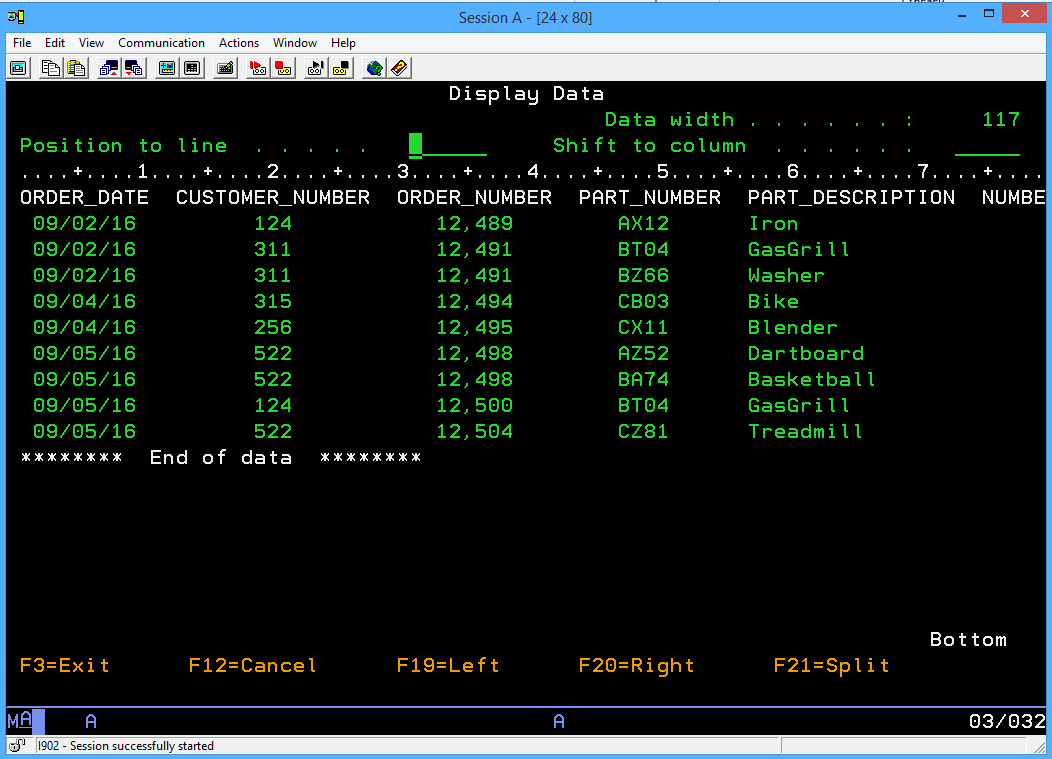 Session A - [24 x 80]
File Edit View Communication Actions Window Help
Display Data
Data width . . . . . . : 117
Position to line . . . . . Shift to column . . . . . .
....+....1....+....2....+....3....+....4....+....5....+....6....+....7....+....
ORDER_DATE CUSTOMER_NUMBER ORDER_NUMBER PART_NUMBER PART_DESCRIPTION NUMBE
09/02/16 124 12,489 AX12 Iron
09/02/16 311 12,491 BT04 GasGrill
09/02/16 311 12,491 BZ66 Washer
09/04/16 315 12,494 CB03 Bike
09/04/16 256 12,495 CX11 Blender
09/05/16 522 12,498 AZ52 Dartboard
09/05/16 522 12,498 BA74 Basketball
09/05/16 124 12,500 BT04 GasGrill
09/05/16 522 12,504 CZ81 Treadmill
******** End of data ********
Bottom
F3=Exit F12=Cancel F19=Left F20=Right F21=Split
MA A A 03/032
I902 - Session successfully started